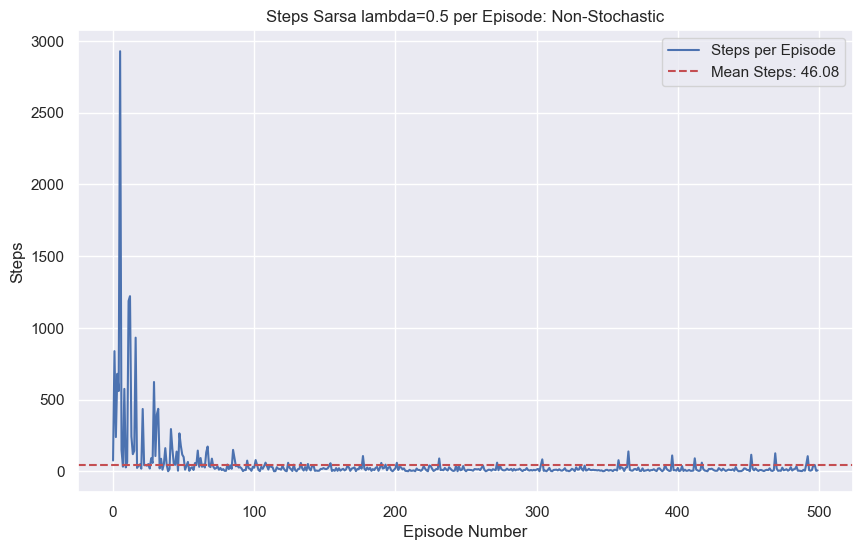 Steps Sarsa lambda=0.5 per Episode: Non-Stochastic
Steps per Episode
Mean Steps: 46.08
Steps
3000
2500
2000
1500
1000
500
0
0 100 200 300 400 500
Episode Number